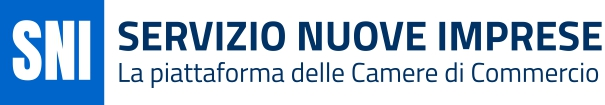 SNI
SERVIZIO NUOVE IMPRESE
La piattaforma delle Camere di Commercio